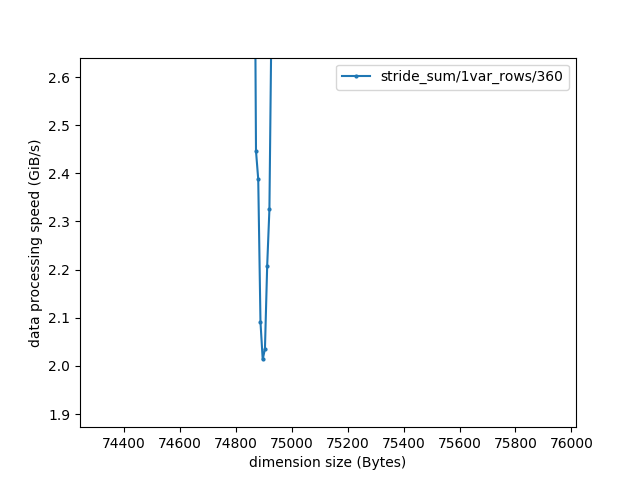 stride_sum/1var_rows/360
data processing speed (GiB/s)
2.6
2.5
2.4
2.3
2.2
2.1
2.0
1.9
74400 74600 74800 75000 75200 75400 75600 75800 76000
dimension size (Bytes)